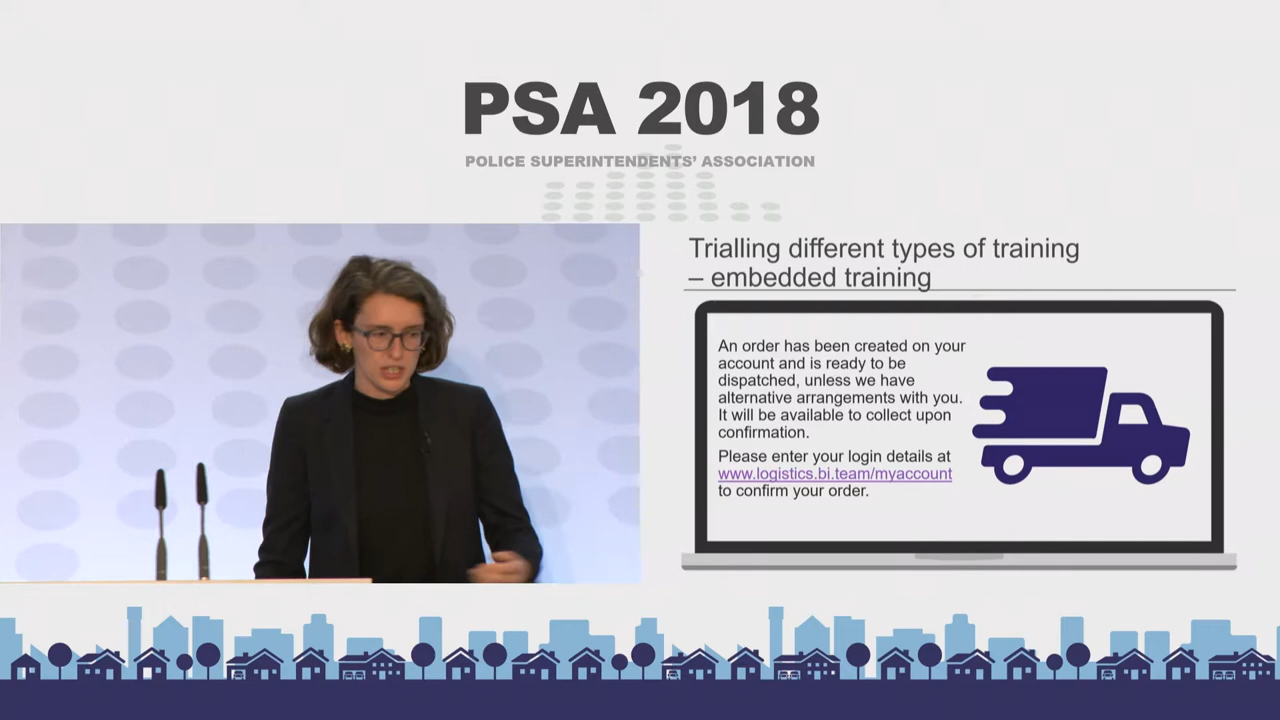 PSA 2018
POLICE SUPERINTENDENTS' ASSOCIATION
Trialling different types of training
– embedded training
An order has been created on your
account and is ready to be
dispatched, unless we have
alternative arrangements with you.
It will be available to collect upon
confirmation.
Please enter your login details at
www.logistics.bi.team/myaccount
to confirm your order.